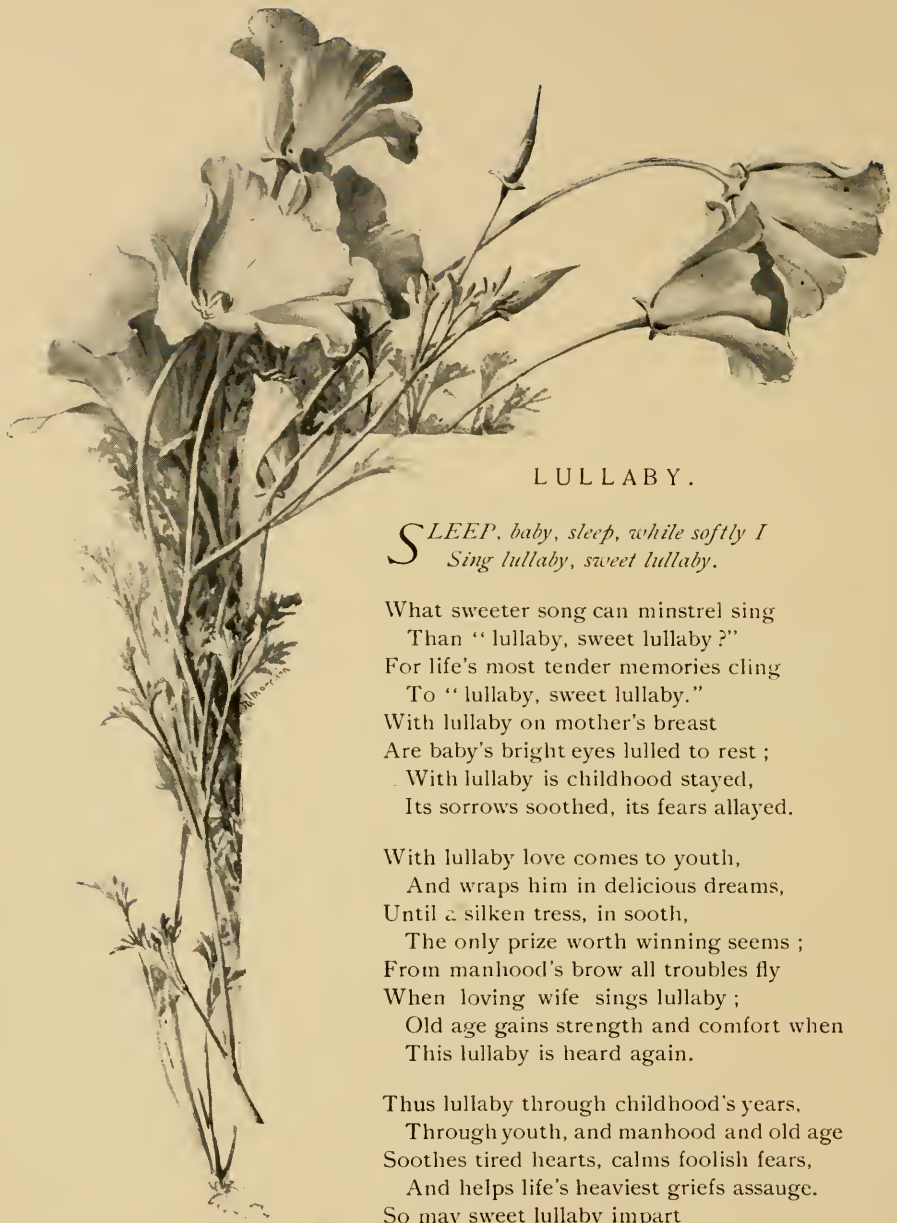 LULLABY.
SLEEP, baby, sleep, while softly I
Sing lullaby, sweet lullaby.
What sweeter song can minstrel sing
Than “ lullaby, sweet lullaby ?”
For life's most tender memories cling
To “ lullaby, sweet lullaby.”
With lullaby on mother's breast
Are baby's bright eyes lulled to rest ;
With lullaby is childhood stayed,
Its sorrows soothed, its fears allayed.
With lullaby love comes to youth,
And wraps him in delicious dreams,
Until a silken tress, in sooth,
The only prize worth winning seems ;
From manhood's brow all troubles fly
When loving wife sings lullaby ;
Old age gains strength and comfort when
This lullaby is heard again.
Thus lullaby through childhood's years,
Through youth, and manhood and old age
Soothes tired hearts, calms foolish fears,
And helps life's heaviest griefs assauge.
So may sweet lullaby impart